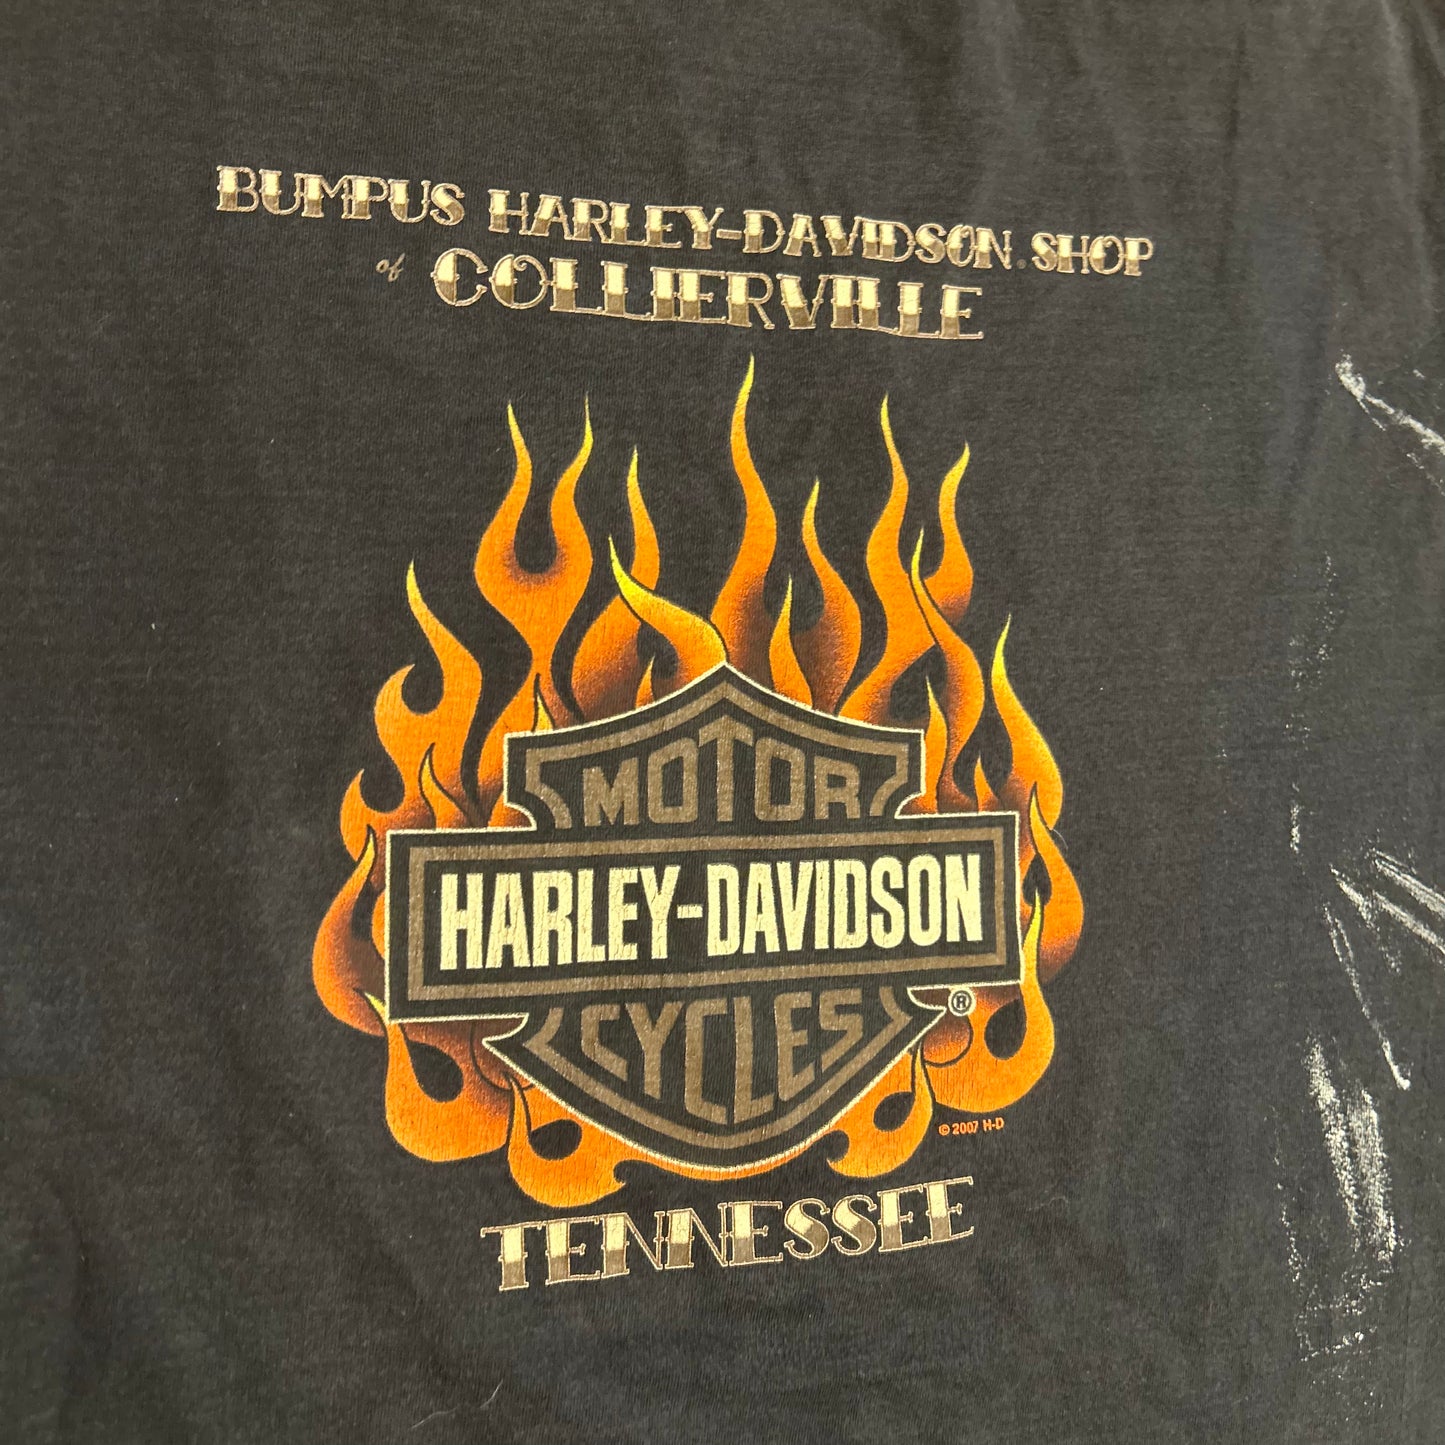 BUMPUS HARLEY-DAVIDSON® SHOP
of COLLIERVILLE
MOTOR
HARLEY-DAVIDSON
CYCLES
®
© 2007 H-D
TENNESSEE